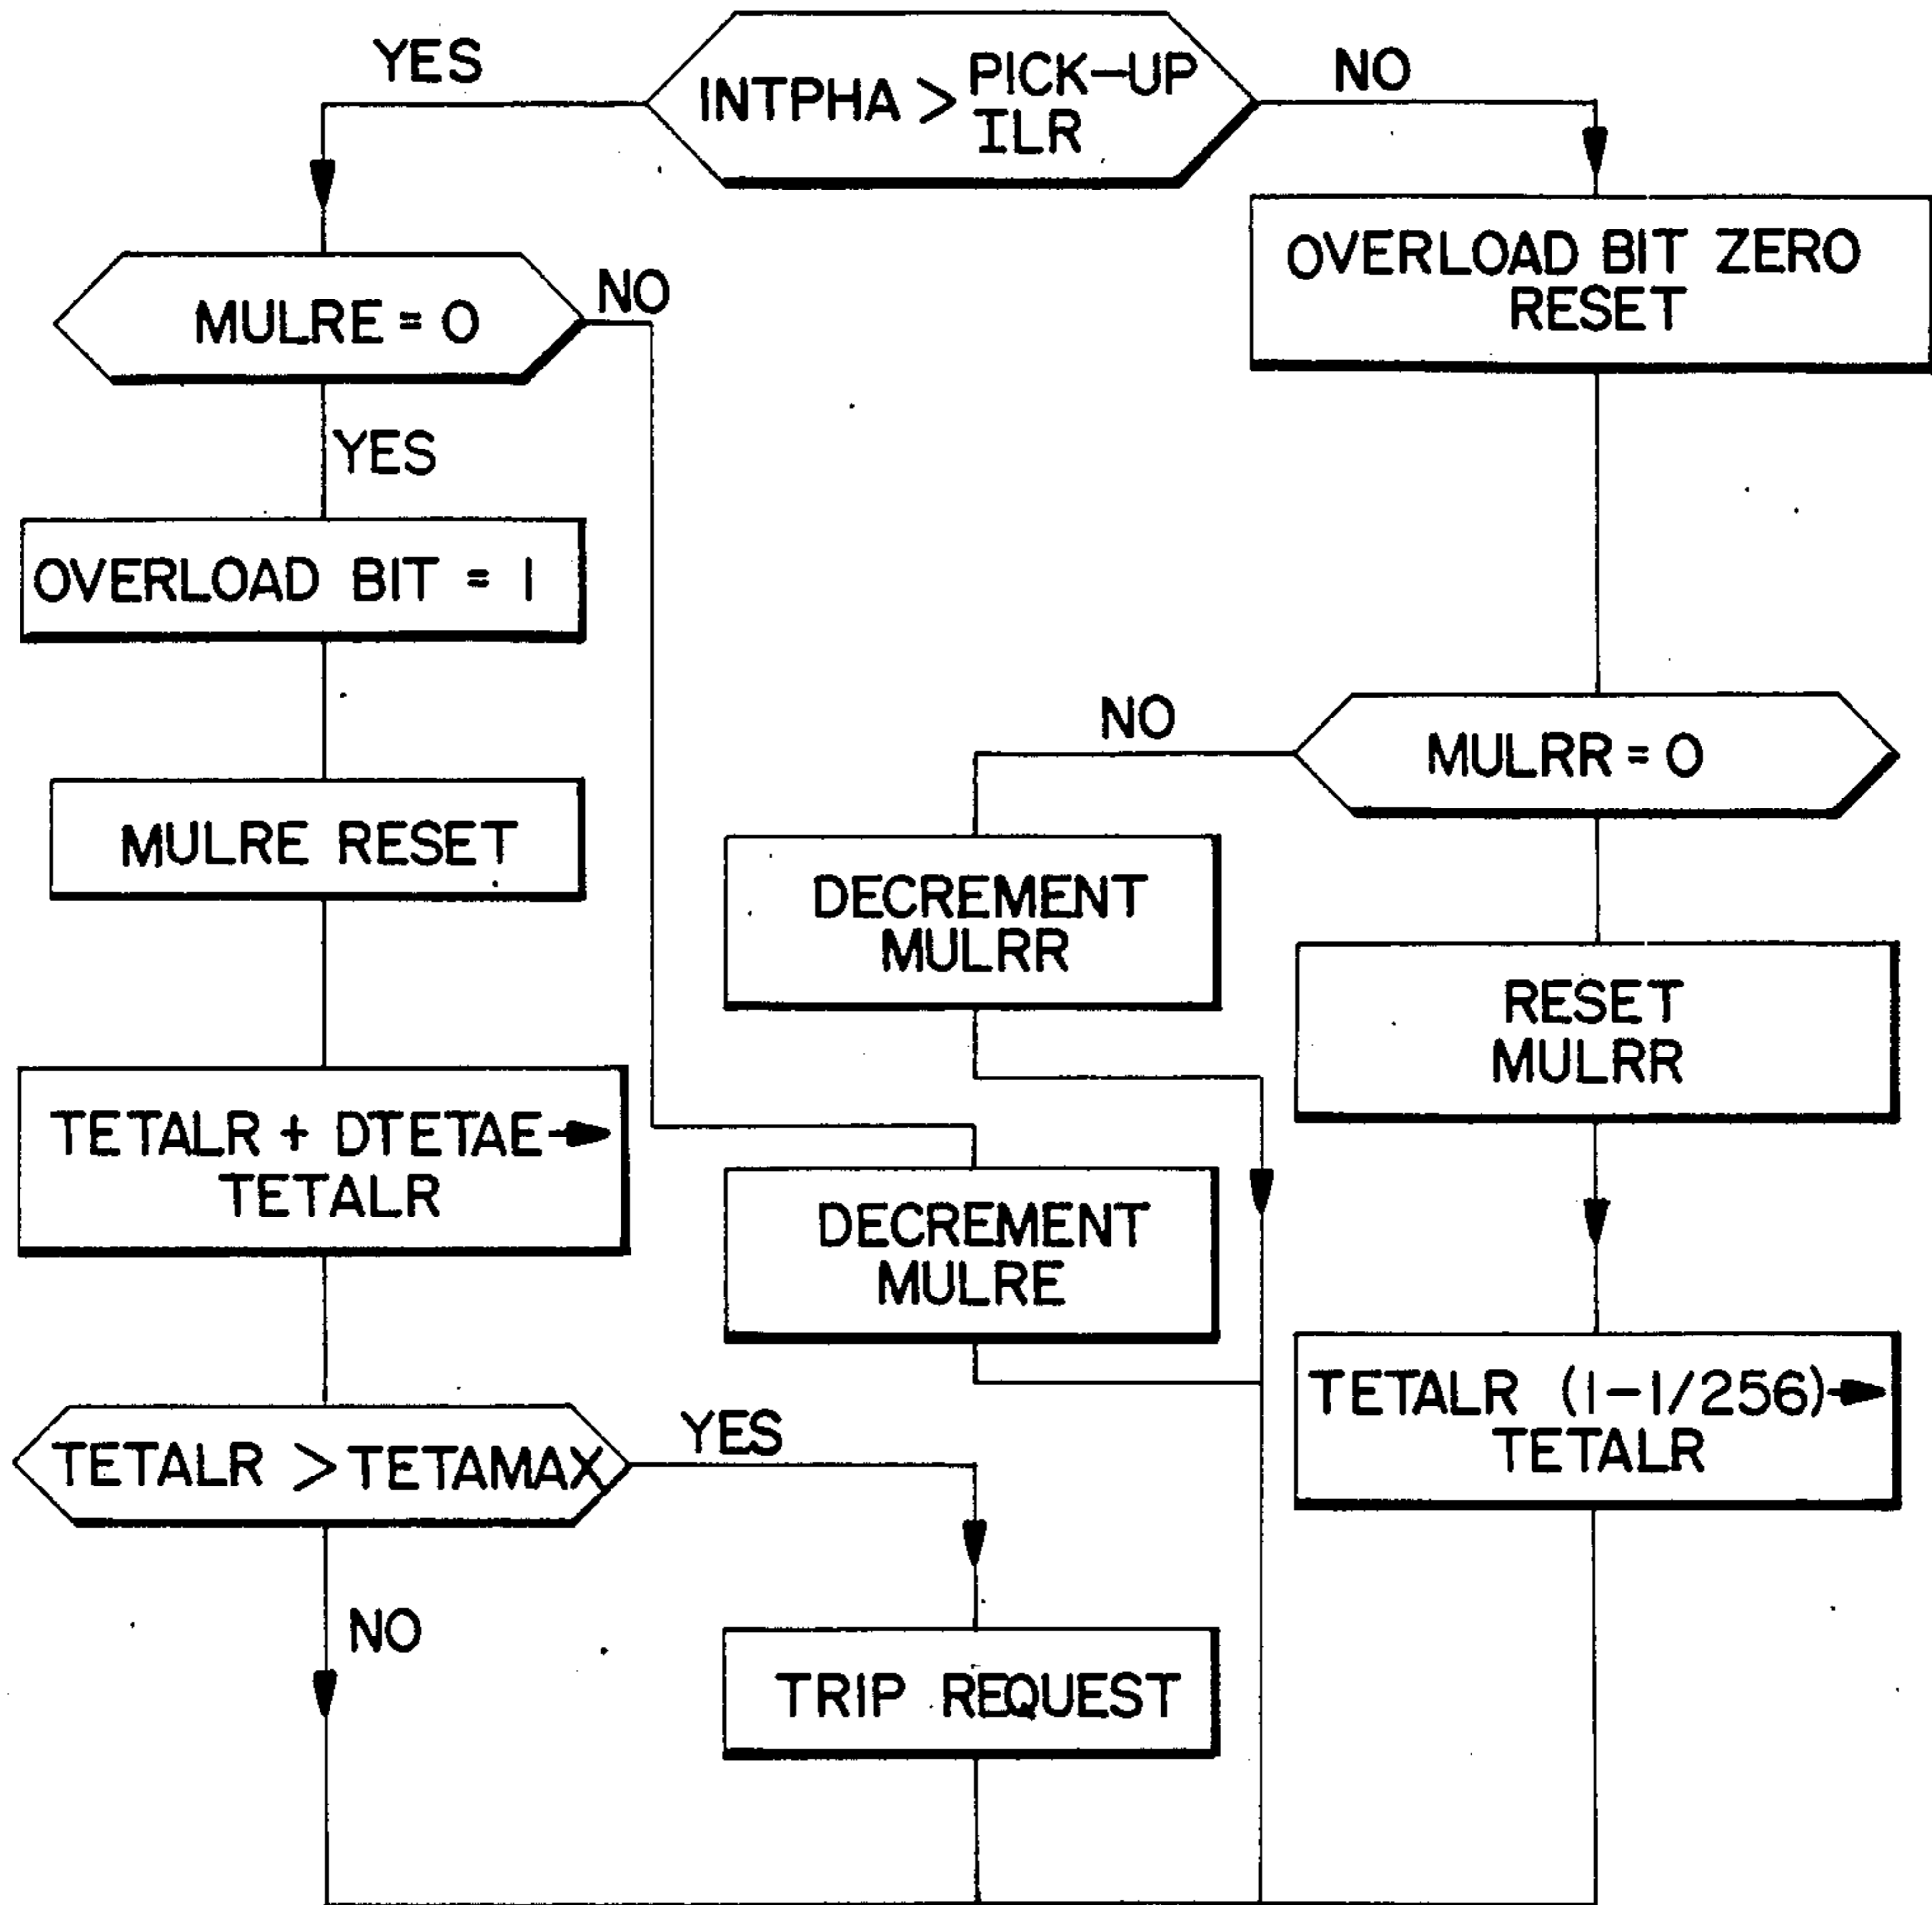 YES
INTPHA > PICK-UP
ILR
NO
OVERLOAD BIT ZERO
RESET
MULRE = 0
NO
YES
OVERLOAD BIT = 1
MULRR = 0
NO
MULRE RESET
DECREMENT
MULRR
RESET
MULRR
TETALR + DTETAE →
TETALR
DECREMENT
MULRE
TETALR (1-1/256) →
TETALR
TETALR > TETAMAX
YES
NO
TRIP REQUEST